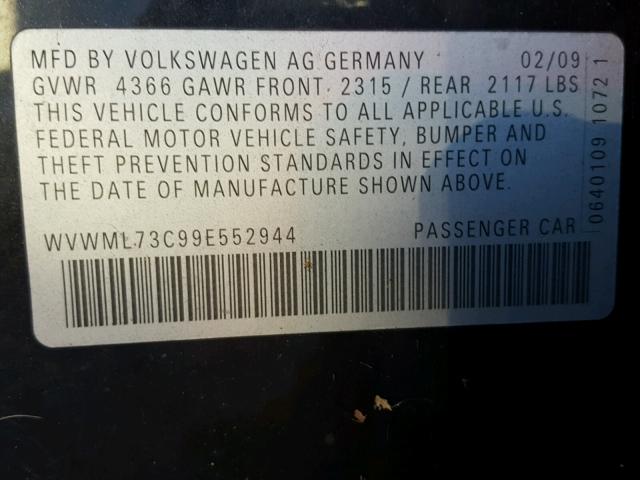 MFD BY VOLKSWAGEN AG GERMANY 02/09
GVWR 4366 GAWR FRONT 2315 / REAR 2117 LBS
THIS VEHICLE CONFORMS TO ALL APPLICABLE U.S.
FEDERAL MOTOR VEHICLE SAFETY, BUMPER AND
THEFT PREVENTION STANDARDS IN EFFECT ON
THE DATE OF MANUFACTURE SHOWN ABOVE.
WVWML73C99E552944 PASSENGER CAR
0640109 1072 1